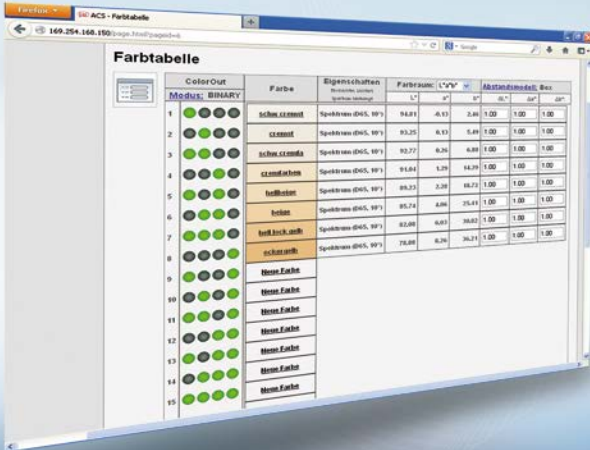 Firefox
ACS - Farbtabelle
169.254.168.150/page.html?pageid=6
Google
Farbtabelle
ColorOut
Farbe
Eigenschaften
Farbraum: L*a*b*
Abstandsmodell: Box
Modus: BINARY
L* a* b* ΔL* Δa* Δb*
1 schw.cremot Spektrum (D65, 10°) 94,81 -0,13 2,46 1.00 1.00 1.00
2 cremot Spektrum (D65, 10°) 93,25 0,13 5,49 1.00 1.00 1.00
3 Spektrum (D65, 10°) 92,77 0,26 6,88 1.00 1.00 1.00
4 cremefarben Spektrum (D65, 10°) 91,04 1,29 14,39 1.00 1.00 1.00
5 hellbeige Spektrum (D65, 10°) 89,23 2,20 18,72 1.00 1.00 1.00
6 beige Spektrum (D65, 10°) 85,74 4,06 25,41 1.00 1.00 1.00
7 Spektrum (D65, 10°) 82,08 6,03 30,02 1.00 1.00 1.00
8 ockergelb Spektrum (D65, 10°) 78,88 8,26 36,21 1.00 1.00 1.00
9 Neue Farbe
10 Neue Farbe
11 Neue Farbe
12 Neue Farbe
13 Neue Farbe
14 Neue Farbe
15 Neue Farbe